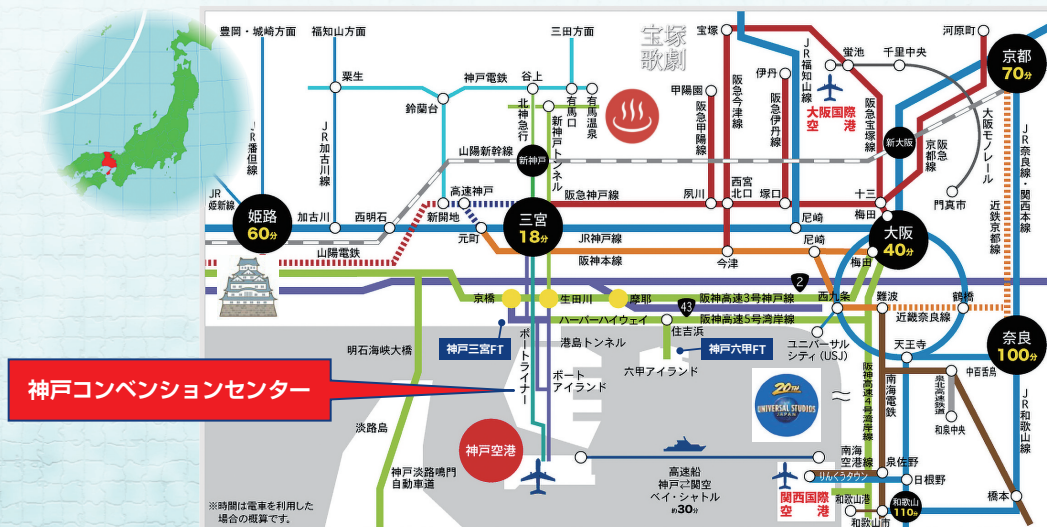 豊岡・城崎方面
福知山方面
三田方面
宝塚
歌劇
宝塚
河原町
京都
70分
粟生
神戸電鉄
谷上
鈴蘭台
北神急行
新神戸トンネル
有馬口
有馬温泉
甲陽園
伊丹
蛍池
千里中央
大阪国際
空港
JR福知山線
阪急今津線
阪急伊丹線
阪急甲陽線
阪急宝塚線
阪急
京都線
大阪モノレール
JR播但線
JR加古川線
山陽新幹線
新神戸
新大阪
門真市
JR奈良線・関西本線
近鉄京都線
JR
姫新線
姫路
60分
加古川
西明石
新開地
高速神戸
元町
三宮
18分
阪急神戸線
夙川
西宮
北口
塚口
十三
梅田
尼崎
大阪
40分
JR神戸線
山陽電鉄
阪神本線
今津
尼崎
梅田
2
京橋
生田川
摩耶
43
阪神高速3号神戸線
西九条
難波
鶴橋
近畿奈良線
ハーバーハイウェイ
阪神高速5号湾岸線
住吉浜
神戸三宮FT
港島トンネル
神戸六甲FT
六甲アイランド
ユニバーサル
シティ(USJ)
天王寺
奈良
100分
明石海峡大橋
ポートライナー
ポート
アイランド
神戸コンベンションセンター
20TH
UNIVERSAL STUDIOS
JAPAN
阪神高速4号湾岸線
南海電鉄
泉北高速鉄道
中百舌鳥
和泉中央
JR和歌山線
淡路島
神戸空港
神戸淡路鳴門
自動車道
高速船
神戸⇄関空
ベイ・シャトル
約30分
南海
空港線
泉佐野
りんくうタウン
日根野
関西国際
空港
和歌山港
和歌山市
和歌山
110分
橋本
※時間は電車を利用した
場合の概算です。